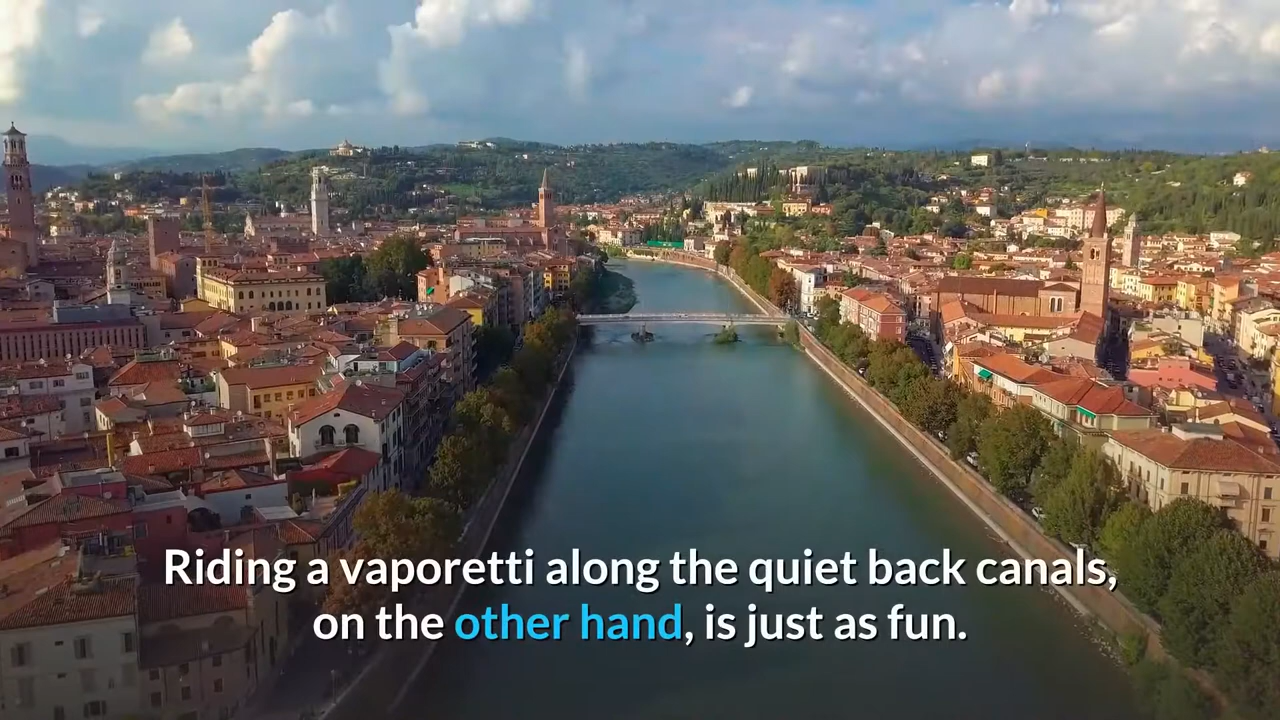 Riding a vaporetti along the quiet back canals,
on the other hand, is just as fun.